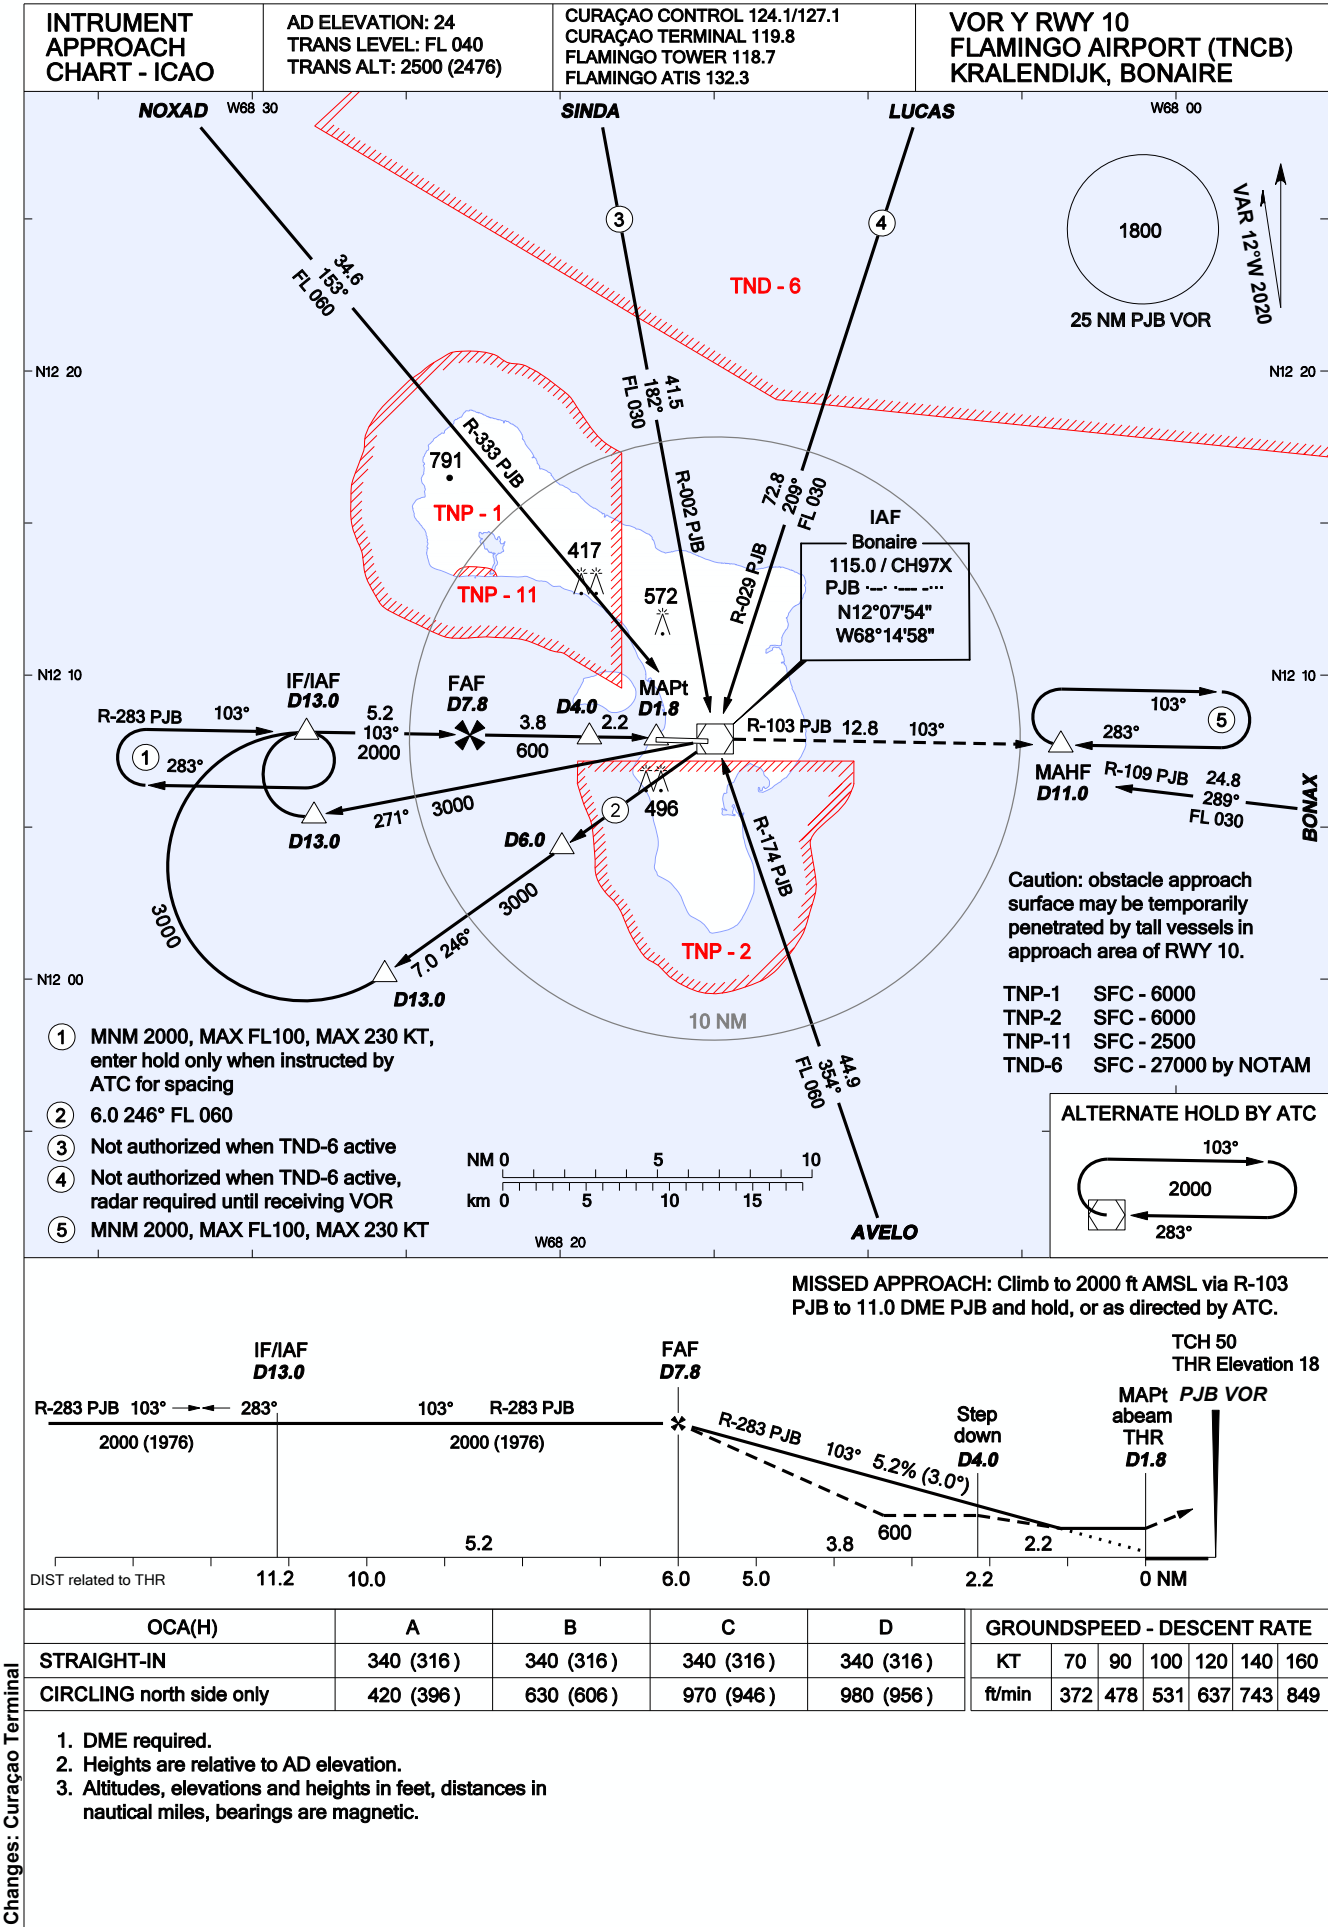 INTRUMENT
APPROACH
CHART - ICAO
AD ELEVATION: 24
TRANS LEVEL: FL 040
TRANS ALT: 2500 (2476)
CURAÇAO CONTROL 124.1/127.1
CURAÇAO TERMINAL 119.8
FLAMINGO TOWER 118.7
FLAMINGO ATIS 132.3
VOR Y RWY 10
FLAMINGO AIRPORT (TNCB)
KRALENDIJK, BONAIRE
NOXAD
W68 30
SINDA
LUCAS
W68 00
3
4
1800
25 NM PJB VOR
VAR 12°W 2020
TND - 6
34.6
153°
FL 060
N12 20
N12 20
41.5
182°
FL 030
R-333 PJB
791
TNP - 1
R-002 PJB
72.8
209°
FL 030
R-029 PJB
IAF
Bonaire
115.0 / CH97X
PJB ·--· ·--- -···
N12°07'54"
W68°14'58"
417
TNP - 11
572
N12 10
N12 10
IF/IAF
D13.0
FAF
D7.8
D4.0
MAPt
D1.8
R-283 PJB
103°
5.2
103°
2000
3.8
600
2.2
R-103 PJB 12.8 103°
103°
5
283°
1
283°
MAHF
D11.0
R-109 PJB 24.8
289°
FL 030
BONAX
271° 3000
D13.0
2
496
D6.0
R-174 PJB
3000
3000
7.0 246°
D13.0
TNP - 2
N12 00
10 NM
Caution: obstacle approach
surface may be temporarily
penetrated by tall vessels in
approach area of RWY 10.
TNP-1 SFC - 6000
TNP-2 SFC - 6000
TNP-11 SFC - 2500
TND-6 SFC - 27000 by NOTAM
44.9
354°
FL 060
AVELO
1 MNM 2000, MAX FL100, MAX 230 KT,
enter hold only when instructed by
ATC for spacing
2 6.0 246° FL 060
3 Not authorized when TND-6 active
4 Not authorized when TND-6 active,
radar required until receiving VOR
5 MNM 2000, MAX FL100, MAX 230 KT
NM 0 5 10
km 0 5 10 15
W68 20
ALTERNATE HOLD BY ATC
103°
2000
283°
MISSED APPROACH: Climb to 2000 ft AMSL via R-103
PJB to 11.0 DME PJB and hold, or as directed by ATC.
TCH 50
THR Elevation 18
IF/IAF
D13.0
FAF
D7.8
Step
down
D4.0
MAPt
abeam
THR
D1.8
PJB VOR
R-283 PJB 103° 283°
103° R-283 PJB
2000 (1976)
2000 (1976)
R-283 PJB 103° 5.2% (3.0°)
600
5.2
3.8
2.2
DIST related to THR
11.2 10.0 6.0 5.0 2.2 0 NM
OCA(H) A B C D
STRAIGHT-IN 340 (316 ) 340 (316 ) 340 (316 ) 340 (316 )
CIRCLING north side only 420 (396 ) 630 (606 ) 970 (946 ) 980 (956 )
GROUNDSPEED - DESCENT RATE
KT 70 90 100 120 140 160
ft/min 372 478 531 637 743 849
1. DME required.
2. Heights are relative to AD elevation.
3. Altitudes, elevations and heights in feet, distances in
nautical miles, bearings are magnetic.
Changes: Curaçao Terminal